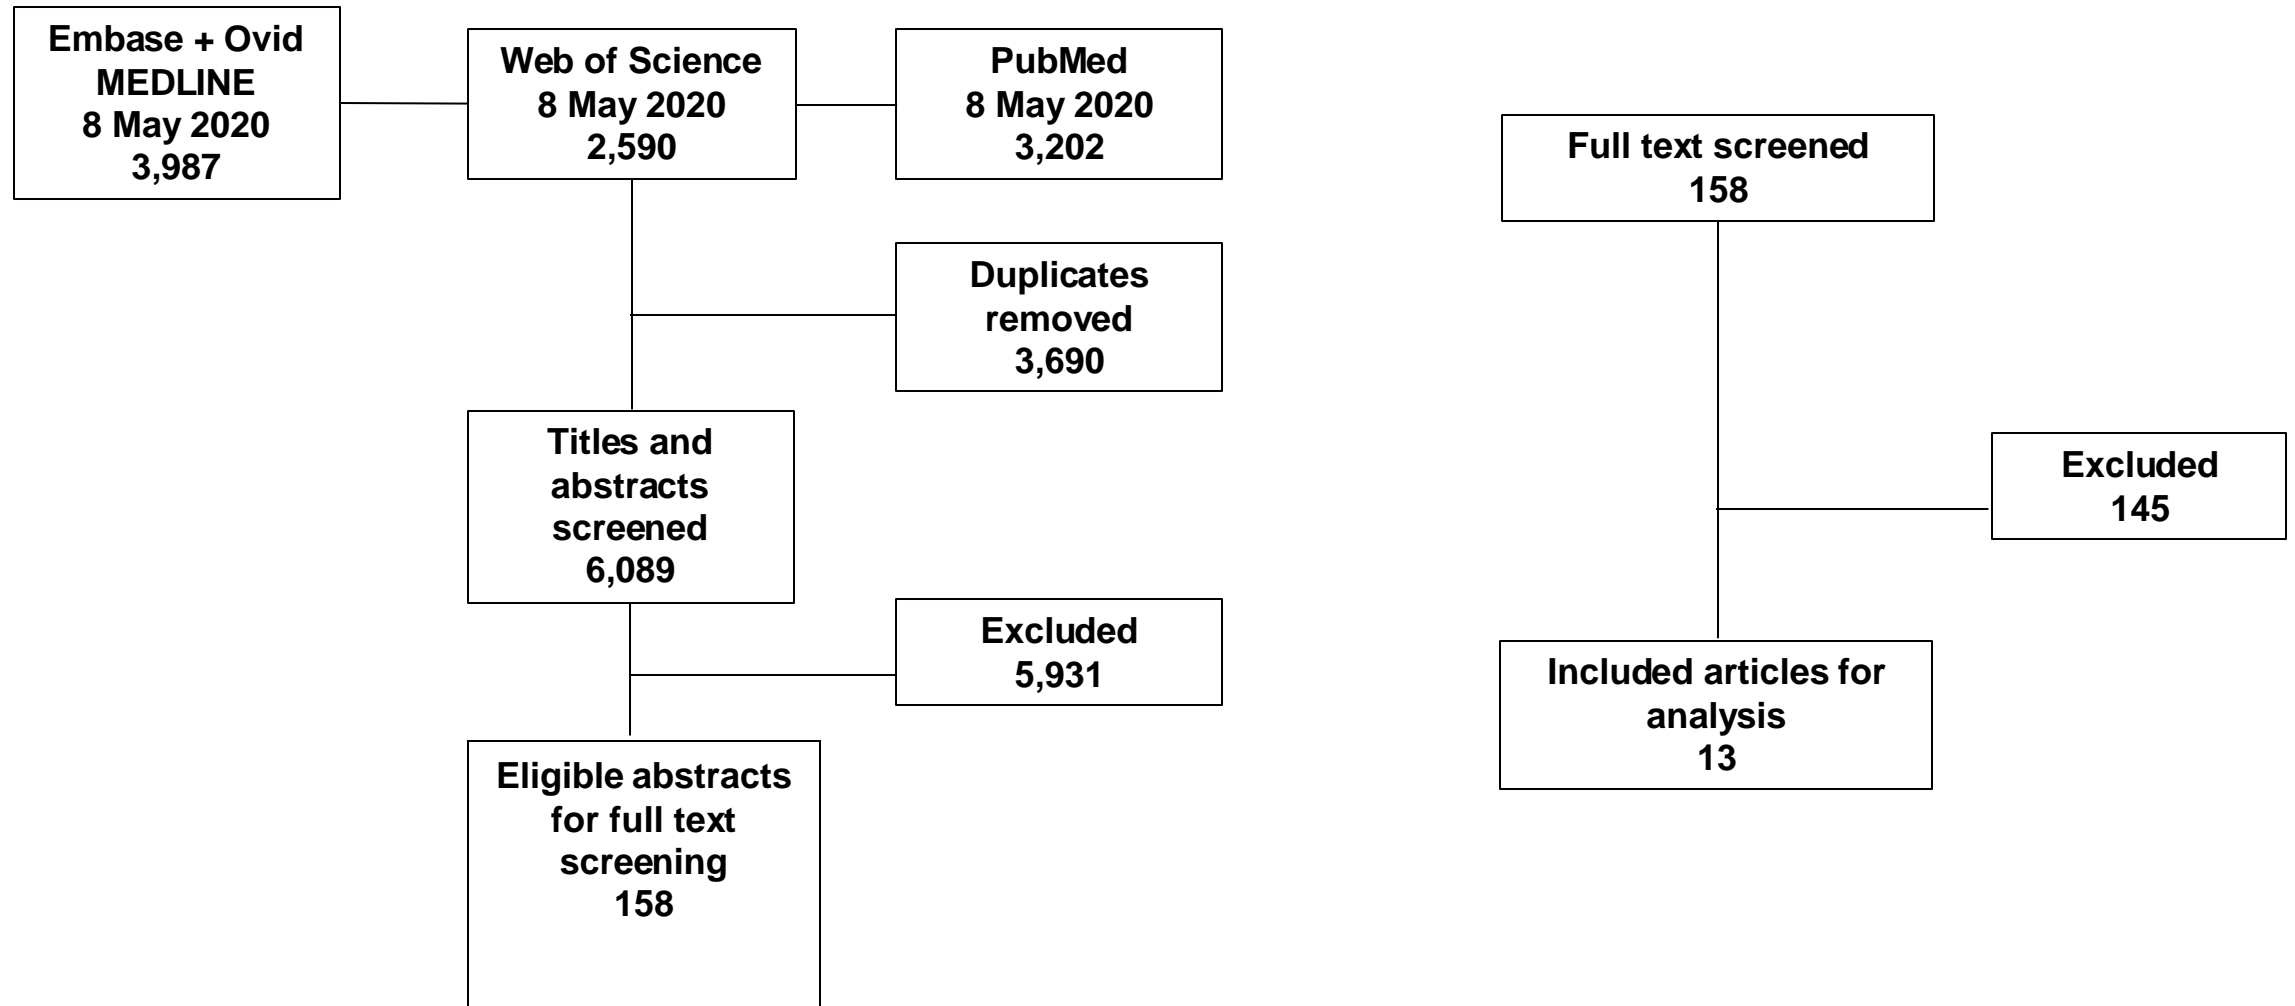 Embase + Ovid
MEDLINE
8 May 2020
3,987
Web of Science
8 May 2020
2,590
PubMed
8 May 2020
3,202
Duplicates
removed
3,690
Titles and
abstracts
screened
6,089
Excluded
5,931
Eligible abstracts
for full text
screening
158
Full text screened
158
Excluded
145
Included articles for
analysis
13